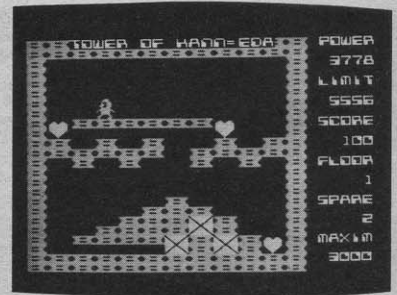 TOWER OF HANN=EDA
POWER
3778
LIMIT
5556
SCORE
100
FLOOR
1
SPARE
2
MAXIM
3000